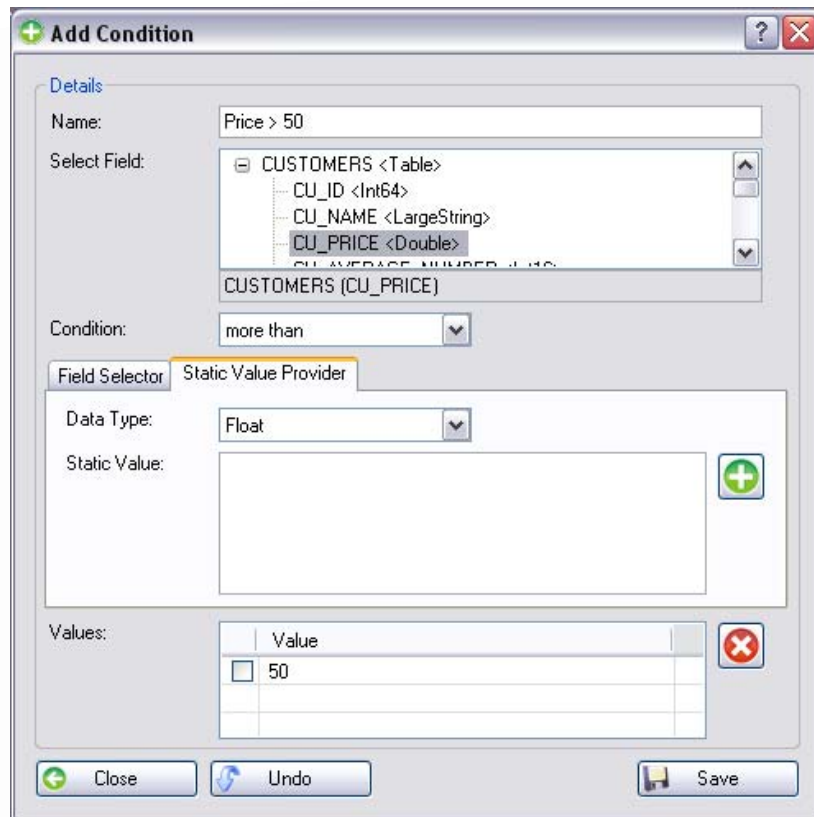 Add Condition
Details
Name: Price > 50
Select Field: CUSTOMERS <Table>
CU_ID <Int64>
CU_NAME <LargeString>
CU_PRICE <Double>
CUSTOMERS (CU_PRICE)
Condition: more than
Field Selector Static Value Provider
Data Type: Float
Static Value:
Values: Value
50
Close Undo Save